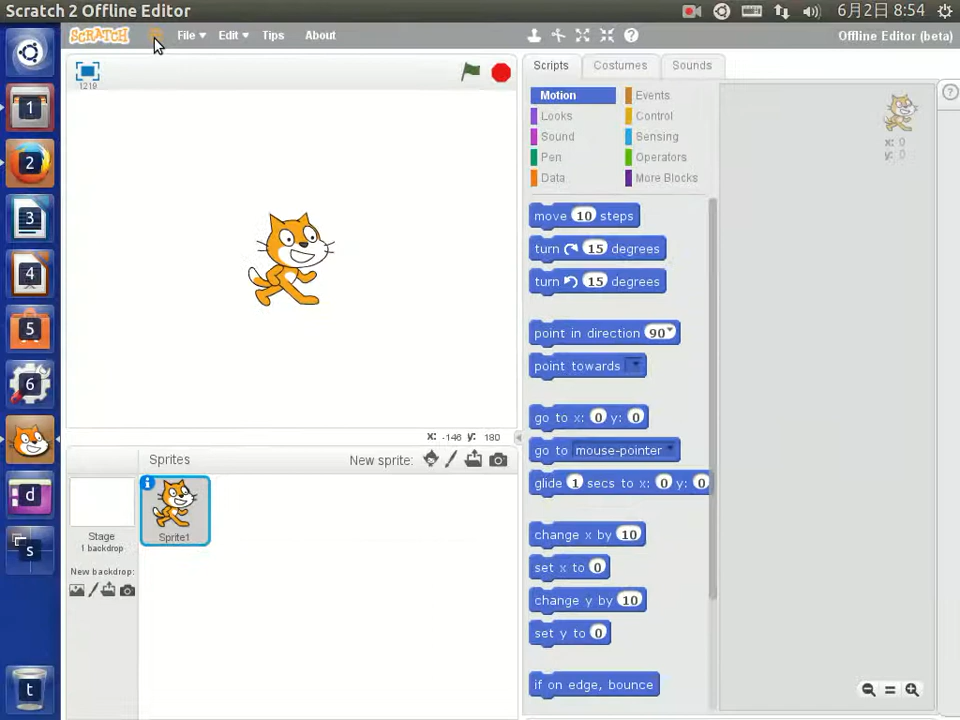 Scratch 2 Offline Editor
6月2日 8:54
SCRATCH File Edit Tips About
Offline Editor (beta)
1219
Scripts Costumes Sounds
Motion Events
Looks Control
Sound Sensing
Pen Operators
Data More Blocks
x: 0
y: 0
move 10 steps
turn 15 degrees
turn 15 degrees
point in direction 90
point towards
go to x: 0 y: 0
go to mouse-pointer
glide 1 secs to x: 0 y: 0
change x by 10
set x to 0
change y by 10
set y to 0
if on edge, bounce
x: -146 y: 180
Sprites New sprite:
Sprite1
Stage
1 backdrop
New backdrop:
1
2
3
4
5
6
d
s
t